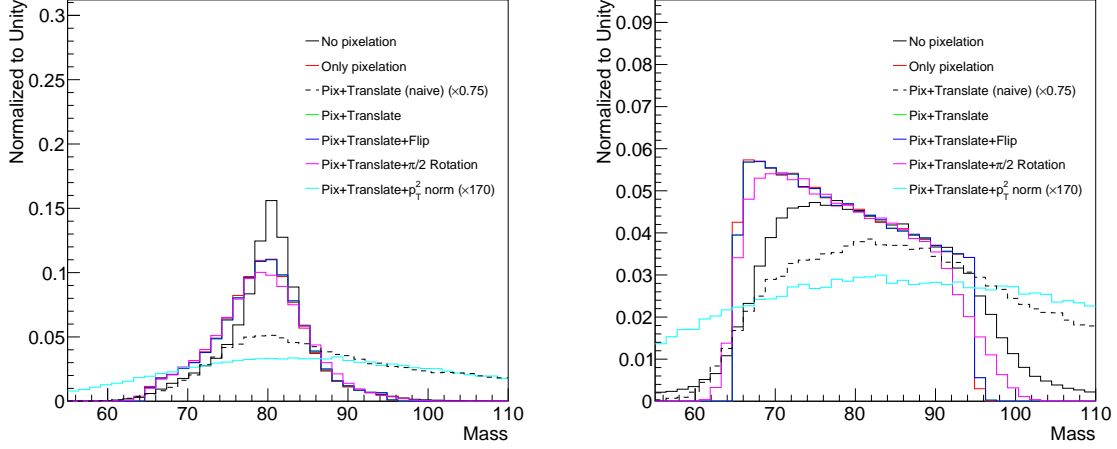 Normalized to Unity
0.3
0.25
0.2
0.15
0.1
0.05
0
No pixelation
Only pixelation
Pix+Translate (naive) (×0.75)
Pix+Translate
Pix+Translate+Flip
Pix+Translate+π/2 Rotation
Pix+Translate+p_T^2 norm (×170)
60 70 80 90 100 110
Mass
Normalized to Unity
0.09
0.08
0.07
0.06
0.05
0.04
0.03
0.02
0.01
0
No pixelation
Only pixelation
Pix+Translate (naive) (×0.75)
Pix+Translate
Pix+Translate+Flip
Pix+Translate+π/2 Rotation
Pix+Translate+p_T^2 norm (×170)
60 70 80 90 100 110
Mass